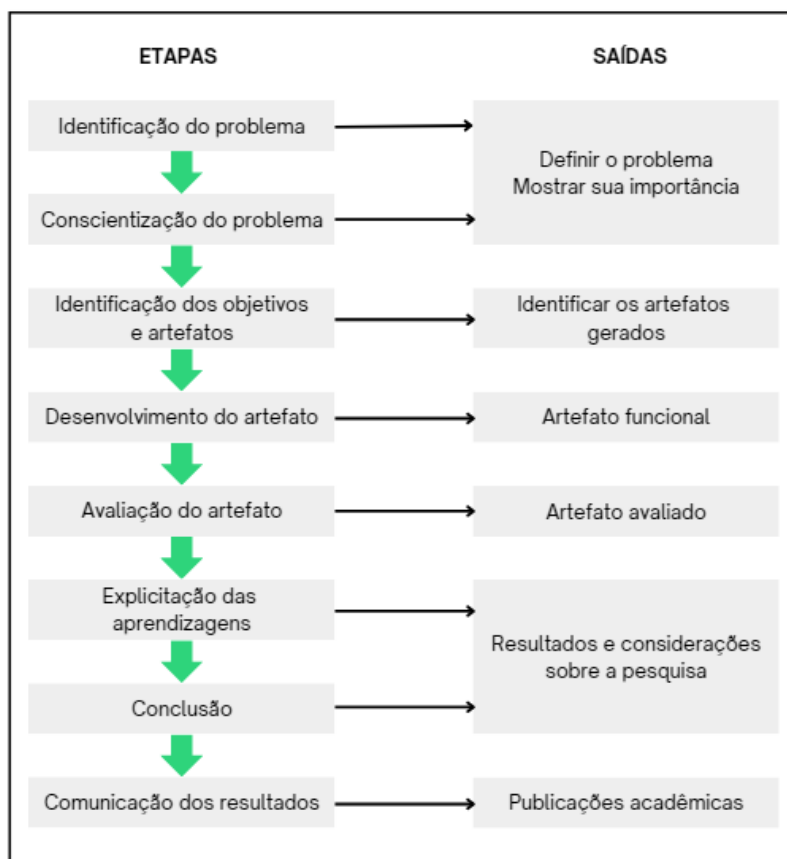 ETAPAS
SAÍDAS
Identificação do problema
Definir o problema
Mostrar sua importância
Conscientização do problema
Identificação dos objetivos
e artefatos
Identificar os artefatos
gerados
Desenvolvimento do artefato
Artefato funcional
Avaliação do artefato
Artefato avaliado
Explicitação das
aprendizagens
Resultados e considerações
sobre a pesquisa
Conclusão
Comunicação dos resultados
Publicações acadêmicas